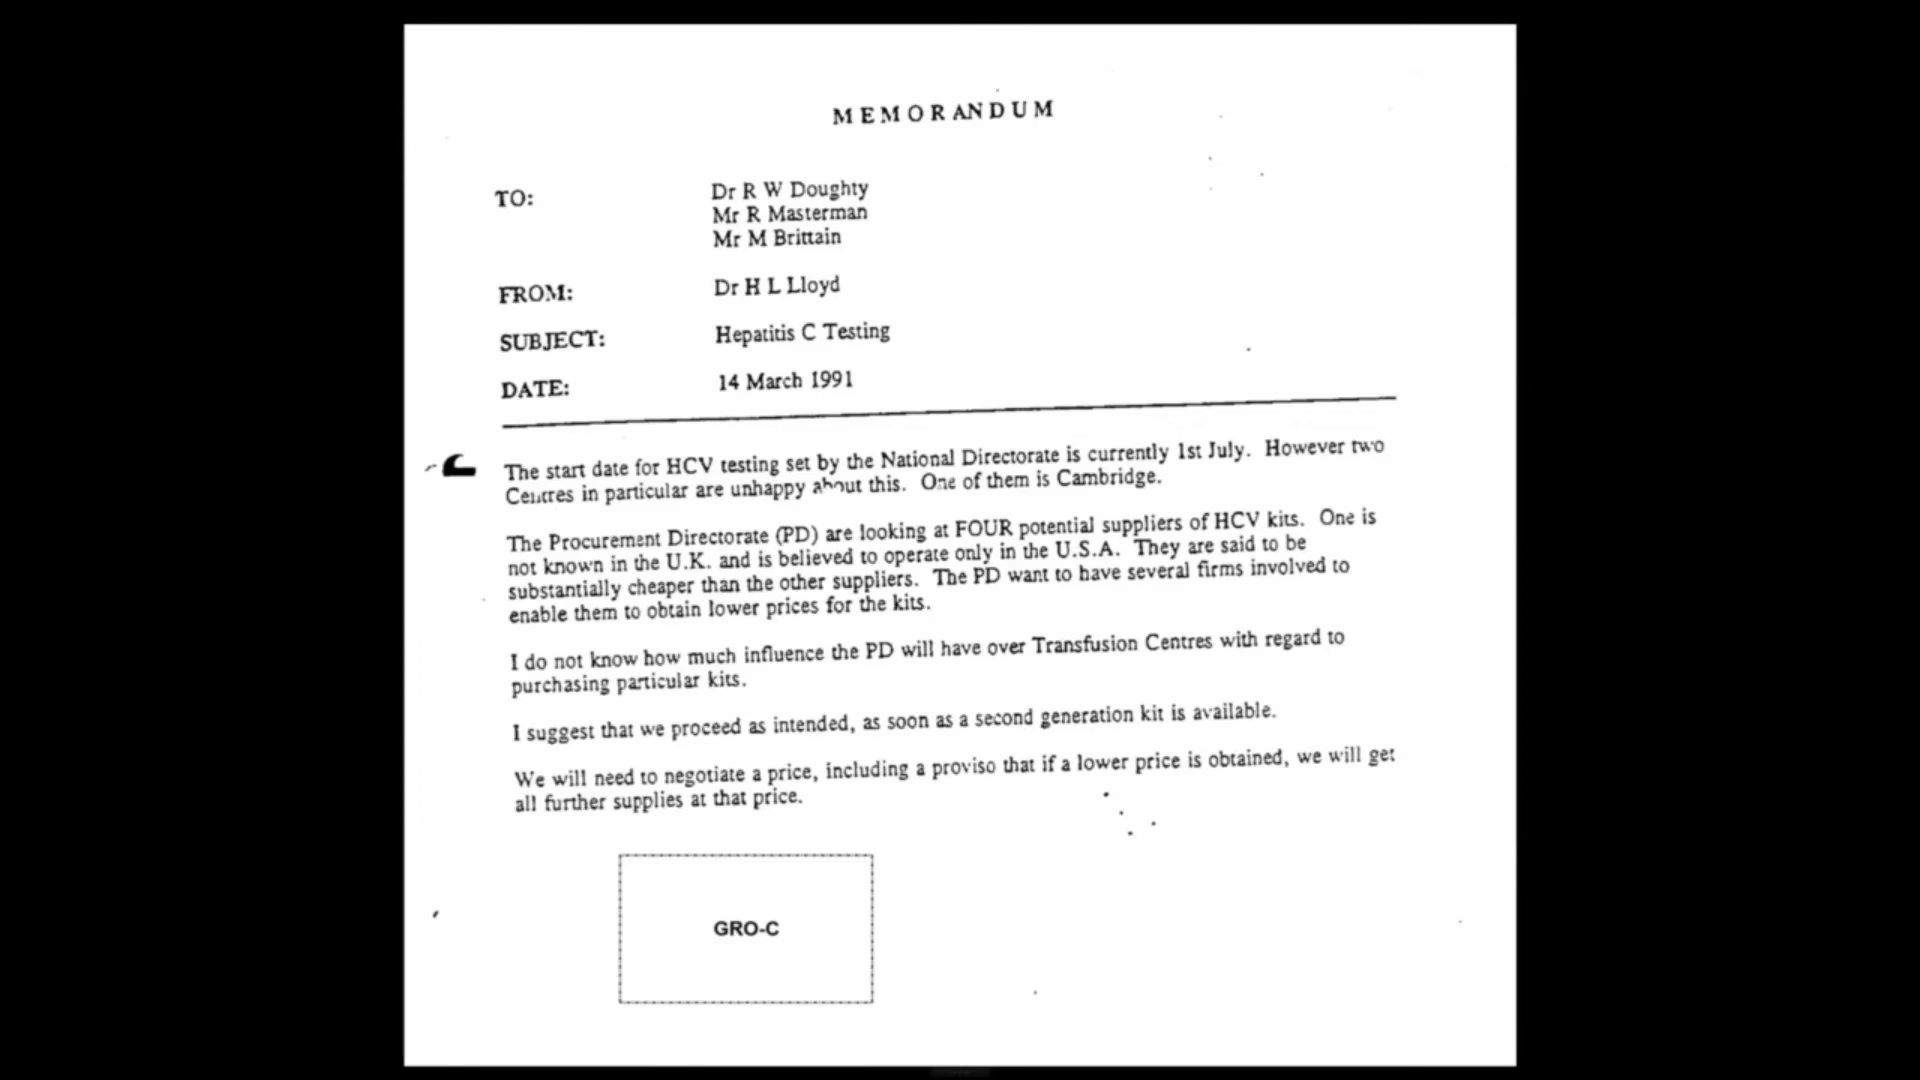 MEMORANDUM
TO:
Dr R W Doughty
Mr R Masterman
Mr M Brittain
FROM:
Dr H L Lloyd
SUBJECT:
Hepatitis C Testing
DATE:
14 March 1991
The start date for HCV testing set by the National Directorate is currently 1st July. However two
Centres in particular are unhappy about this. One of them is Cambridge.
The Procurement Directorate (PD) are looking at FOUR potential suppliers of HCV kits. One is
not known in the U.K. and is believed to operate only in the U.S.A. They are said to be
substantially cheaper than the other suppliers. The PD want to have several firms involved to
enable them to obtain lower prices for the kits.
I do not know how much influence the PD will have over Transfusion Centres with regard to
purchasing particular kits.
I suggest that we proceed as intended, as soon as a second generation kit is available.
We will need to negotiate a price, including a proviso that if a lower price is obtained, we will get
all further supplies at that price.
GRO-C